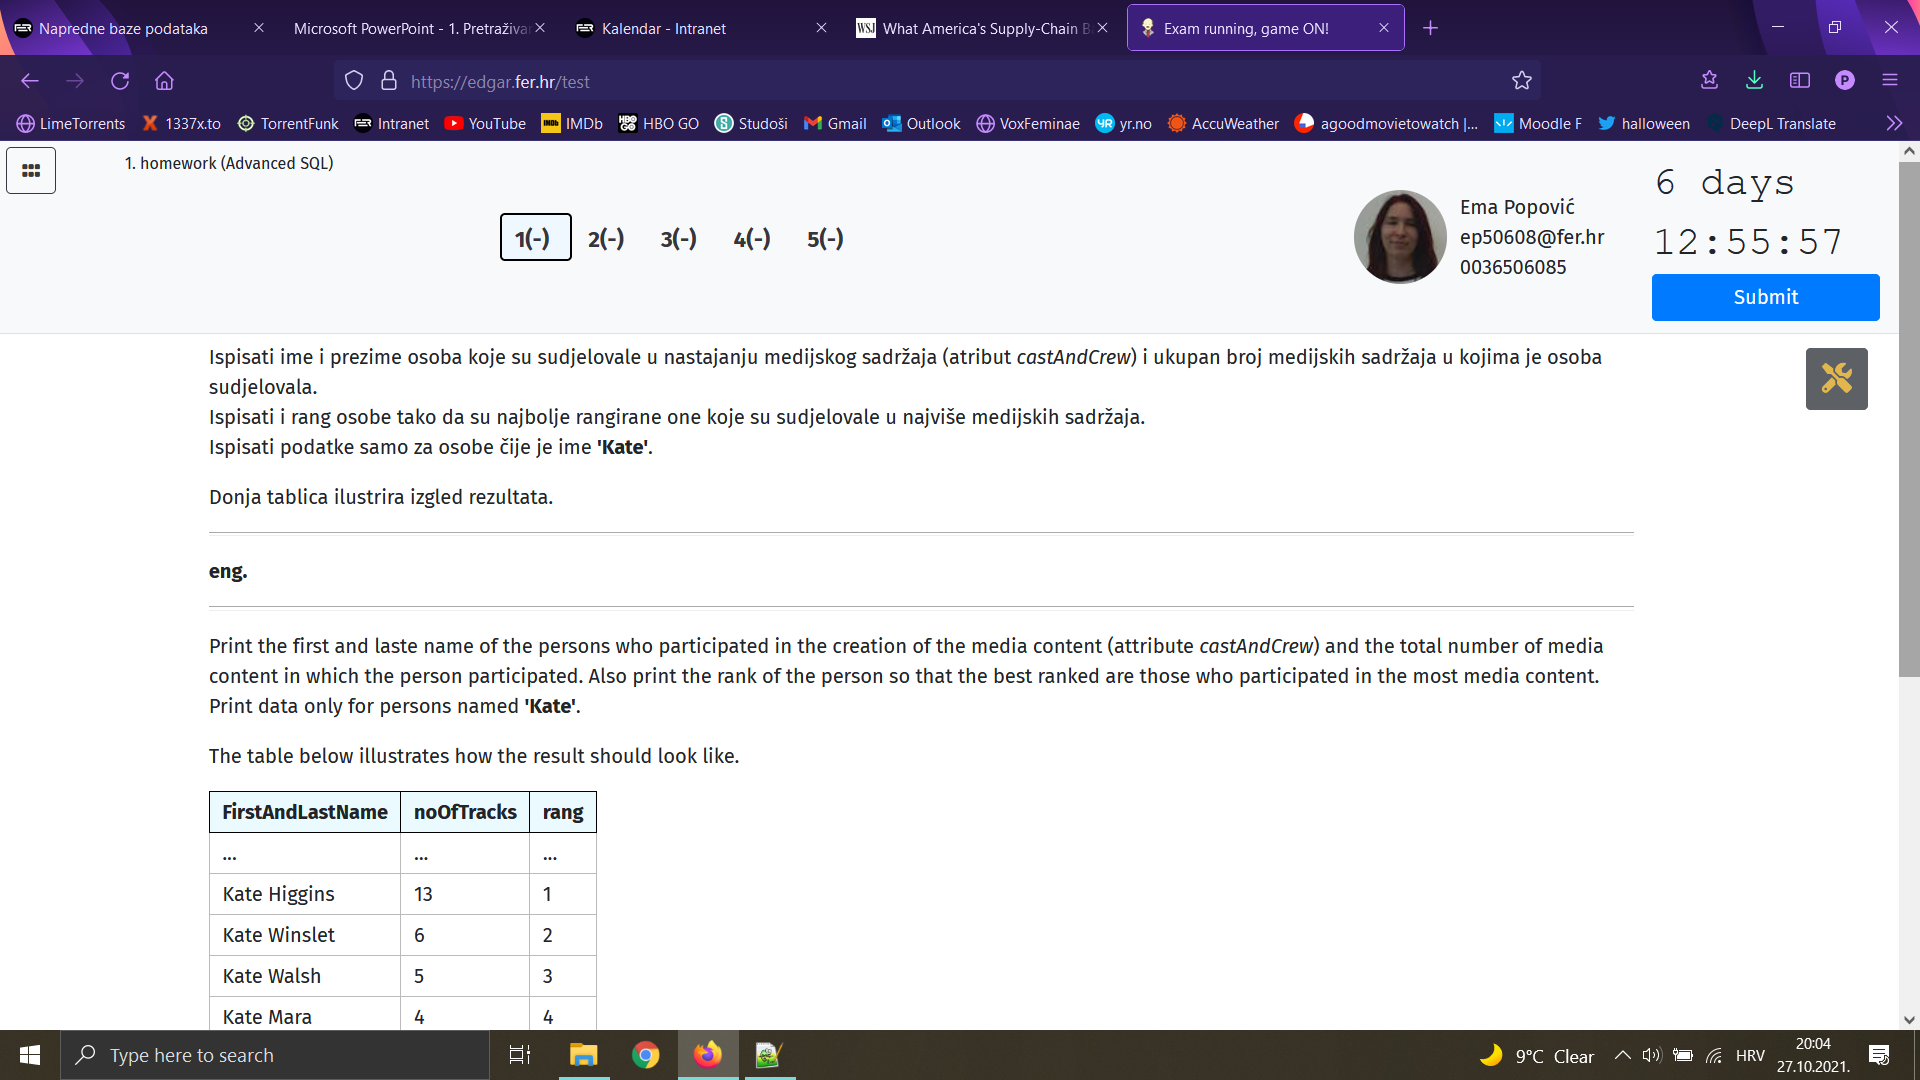 Napredne baze podataka
Microsoft PowerPoint - 1. Pretraživa
Kalendar - Intranet
WSJ
What America's Supply-Chain B
Exam running, game ON!
https://edgar.fer.hr/test
P
LimeTorrents
1337x.to
TorrentFunk
Intranet
YouTube
IMDb
HBO GO
Studoši
Gmail
Outlook
VoxFeminae
yr.no
AccuWeather
agoodmovietowatch |...
Moodle F
halloween
DeepL Translate
1. homework (Advanced SQL)
1(-) 2(-) 3(-) 4(-) 5(-)
Ema Popović
ep50608@fer.hr
0036506085
6 days
12:55:57
Submit
Ispisati ime i prezime osoba koje su sudjelovale u nastajanju medijskog sadržaja (atribut castAndCrew) i ukupan broj medijskih sadržaja u kojima je osoba
sudjelovala.
Ispisati i rang osobe tako da su najbolje rangirane one koje su sudjelovale u najviše medijskih sadržaja.
Ispisati podatke samo za osobe čije je ime 'Kate'.
Donja tablica ilustrira izgled rezultata.
eng.
Print the first and laste name of the persons who participated in the creation of the media content (attribute castAndCrew) and the total number of media
content in which the person participated. Also print the rank of the person so that the best ranked are those who participated in the most media content.
Print data only for persons named 'Kate'.
The table below illustrates how the result should look like.
FirstAndLastName noOfTracks rang
... ... ...
Kate Higgins 13 1
Kate Winslet 6 2
Kate Walsh 5 3
Kate Mara 4 4
Type here to search
9°C Clear
HRV
20:04
27.10.2021.